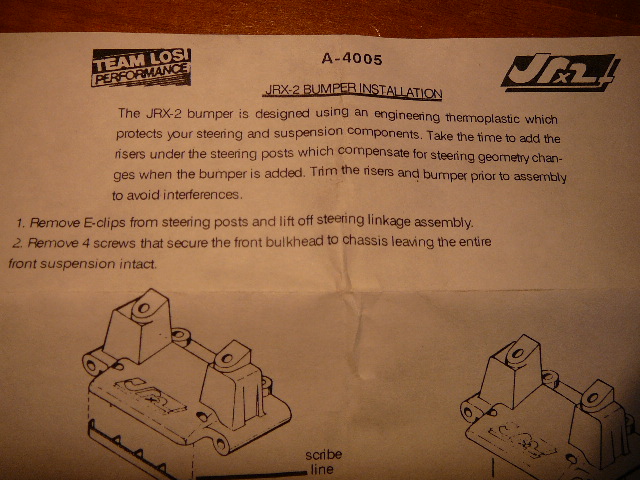 TEAM LOSI
PERFORMANCE
A-4005
JRX2
JRX-2 BUMPER INSTALLATION
The JRX-2 bumper is designed using an engineering thermoplastic which
protects your steering and suspension components. Take the time to add the
risers under the steering posts which compensate for steering geometry chan-
ges when the bumper is added. Trim the risers and bumper prior to assembly
to avoid interferences.
1. Remove E-clips from steering posts and lift off steering linkage assembly.
2. Remove 4 screws that secure the front bulkhead to chassis leaving the entire
front suspension intact.
JRX2
JRX2
scribe
line